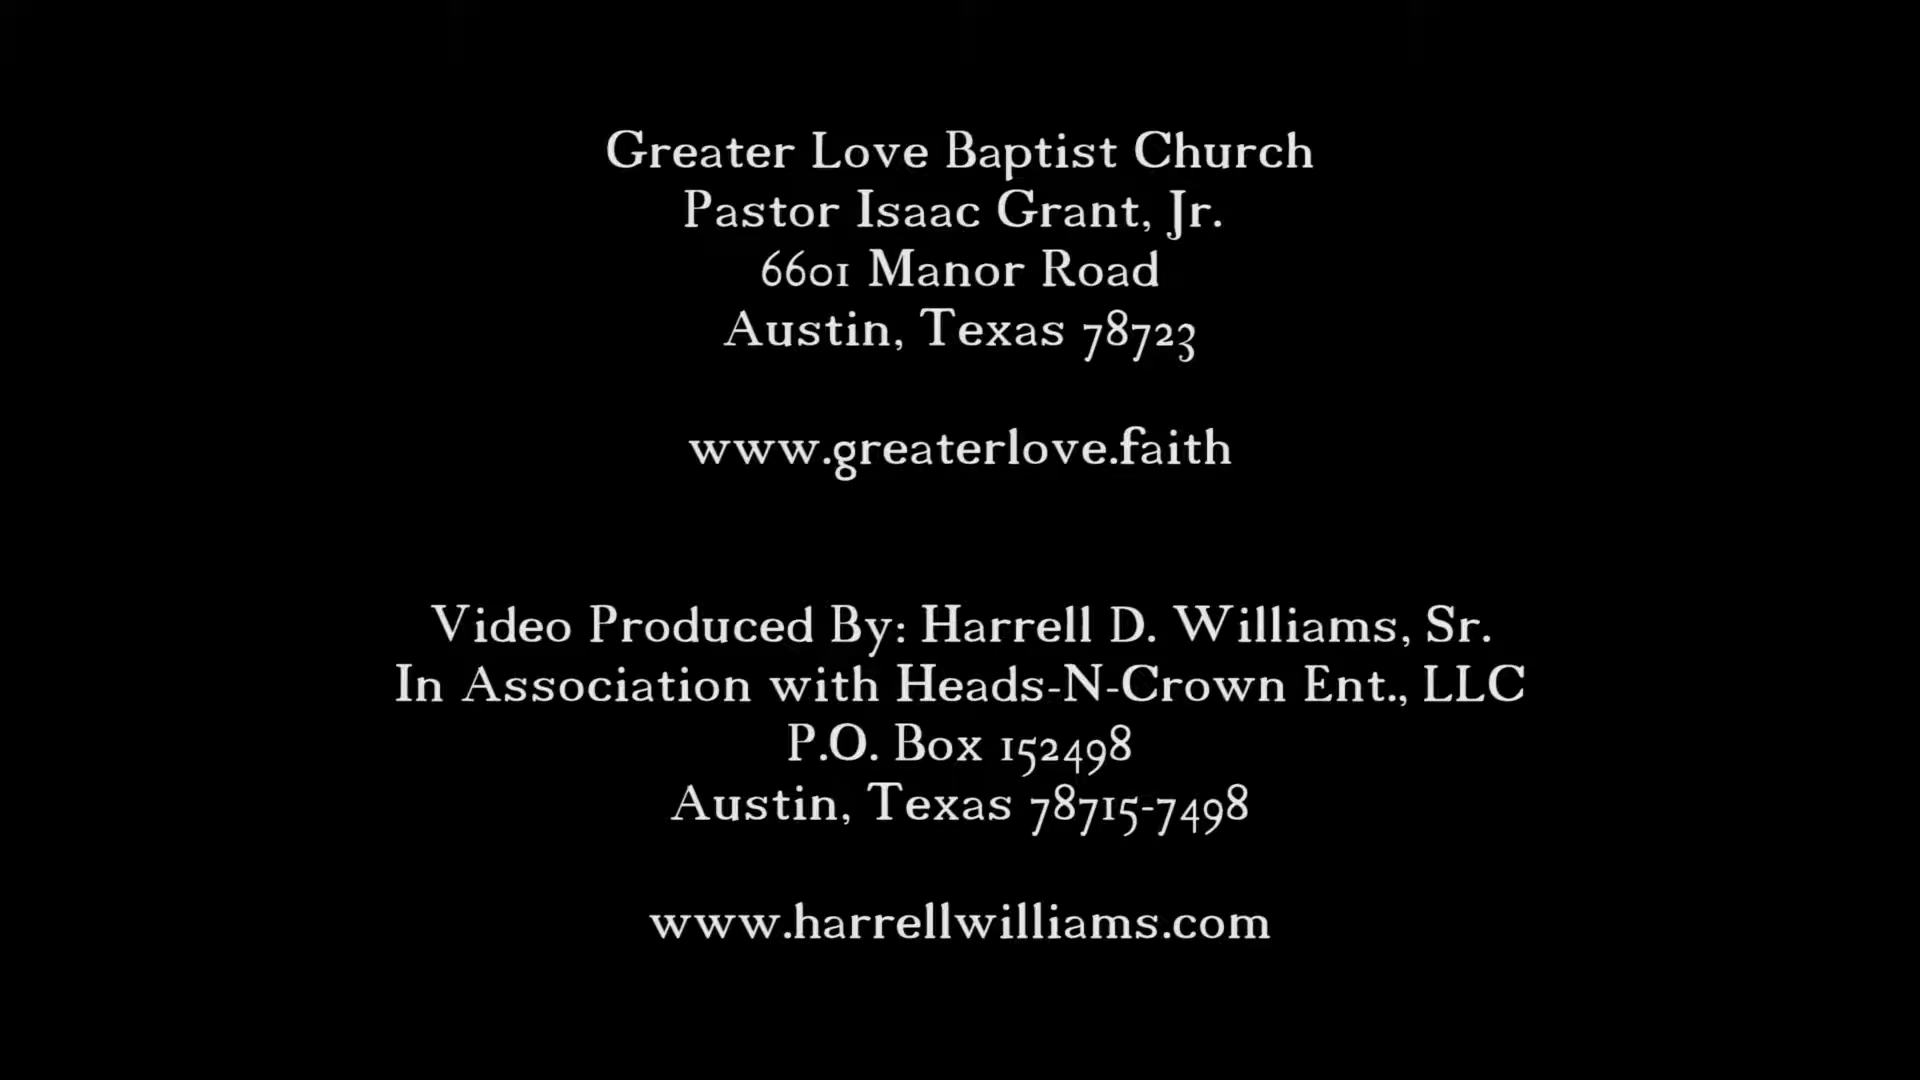 Greater Love Baptist Church
Pastor Isaac Grant, Jr.
6601 Manor Road
Austin, Texas 78723
www.greaterlove.faith
Video Produced By: Harrell D. Williams, Sr.
In Association with Heads-N-Crown Ent., LLC
P.O. Box 152498
Austin, Texas 78715-7498
www.harrellwilliams.com